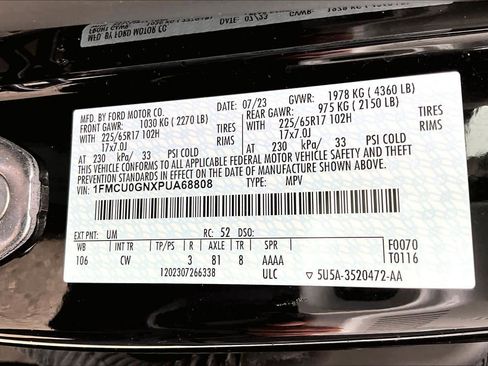 MFD. BY FORD MOTOR CO. 07/23 GVWR: 1978 KG ( 4360 LB)
FRONT GAWR: 1030 KG ( 2270 LB) REAR GAWR: 975 KG ( 2150 LB)
225/65R17 102H TIRES 225/65R17 102H TIRES
17x7.0J RIMS 17x7.0J RIMS
AT 230 kPa/ 33 PSI COLD AT 230 kPa/ 33 PSI COLD
THIS VEHICLE CONFORMS TO ALL APPLICABLE FEDERAL MOTOR VEHICLE SAFETY AND THEFT
PREVENTION STANDARDS IN EFFECT ON THE DATE OF MANUFACTURE SHOWN ABOVE.
VIN: 1FMCU0GNXPUA68808 TYPE: MPV
EXT PNT: UM RC: 52 DSO: F0070
WB INT TR TP/PS R AXLE TR SPR T0116
106 CW 3 81 8 AAAA
1202307266338 ULC 5U5A-3520472-AA